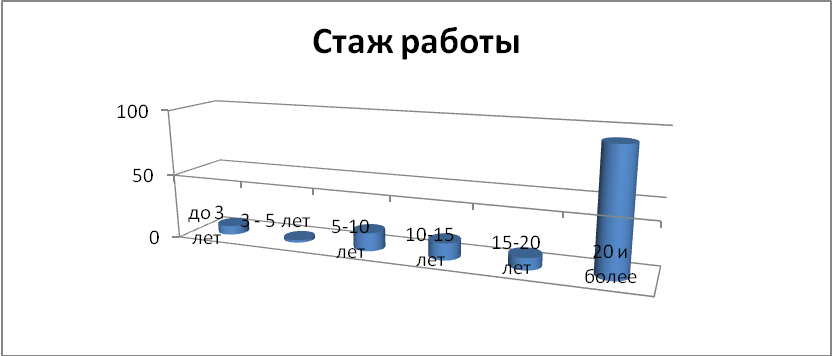 Стаж работы
100
50
0
до 3
лет
3 - 5 лет
5-10
лет
10-15
лет
15-20
лет
20 и
более